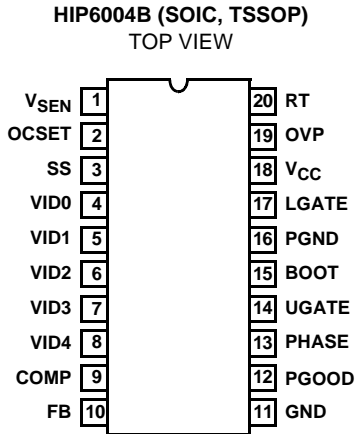 HIP6004B (SOIC, TSSOP)
TOP VIEW
VSEN 1
OCSET 2
SS 3
VID0 4
VID1 5
VID2 6
VID3 7
VID4 8
COMP 9
FB 10
20 RT
19 OVP
18 VCC
17 LGATE
16 PGND
15 BOOT
14 UGATE
13 PHASE
12 PGOOD
11 GND